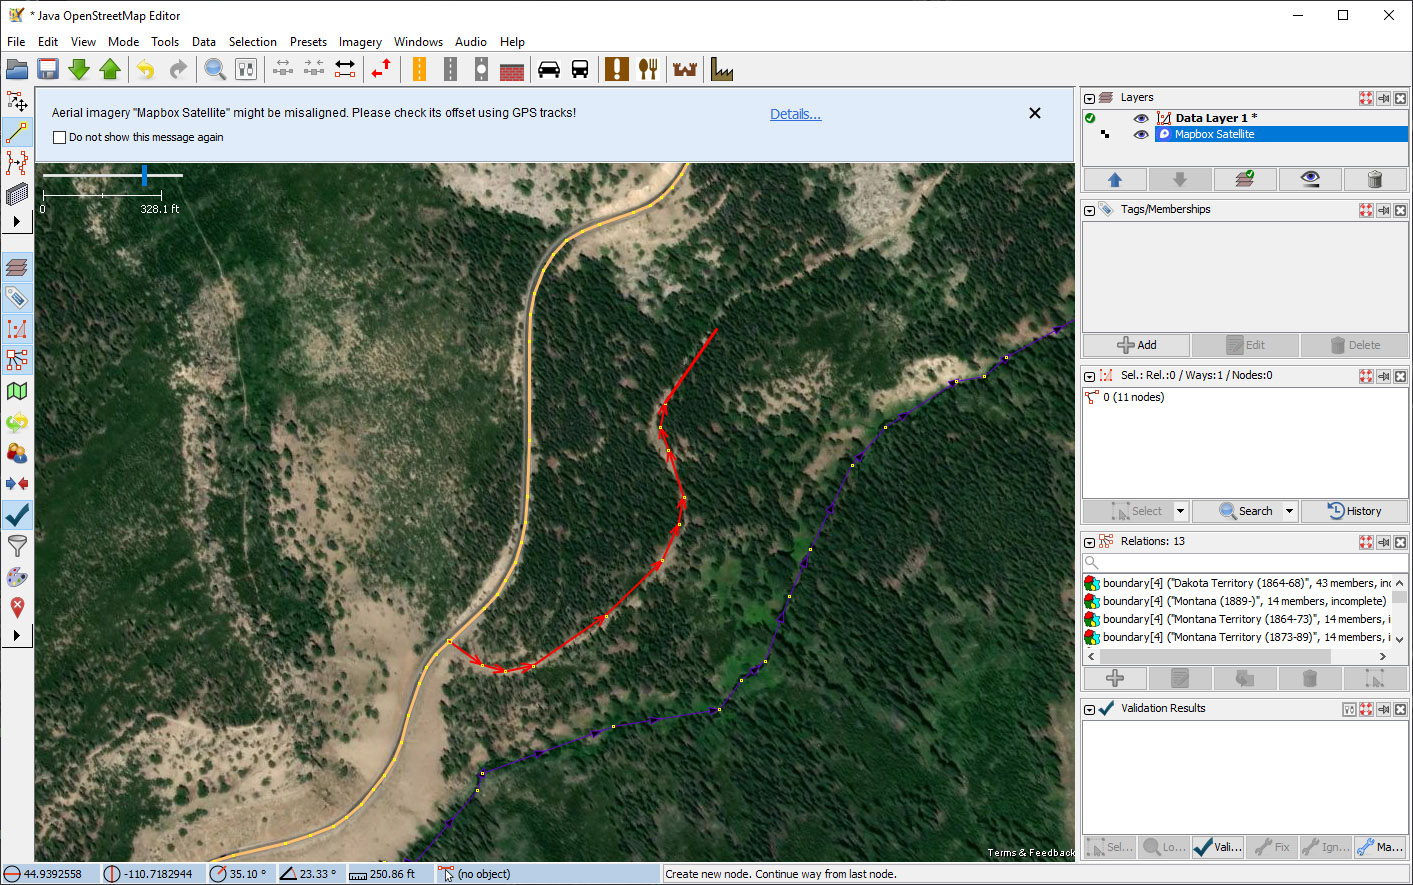 * Java OpenStreetMap Editor
File Edit View Mode Tools Data Selection Presets Imagery Windows Audio Help
Aerial imagery "Mapbox Satellite" might be misaligned. Please check its offset using GPS tracks!
Details...
Do not show this message again
0
328.1 ft
Terms & Feedback
Layers
Data Layer 1 *
Mapbox Satellite
Tags/Memberships
Add
Edit
Delete
Sel.: Rel.:0 / Ways:1 / Nodes:0
0 (11 nodes)
Select
Search
History
Relations: 13
boundary[4] ("Dakota Territory (1864-68)", 43 members, inc
boundary[4] ("Montana (1889-)", 14 members, incomplete)
boundary[4] ("Montana Territory (1864-73)", 14 members, i
boundary[4] ("Montana Territory (1873-89)", 14 members, i
Validation Results
Sel...
Lo...
Vali...
Fix
Ign...
Ma...
44.9392558
-110.7182944
35.10 °
23.33 °
250.86 ft
(no object)
Create new node. Continue way from last node.